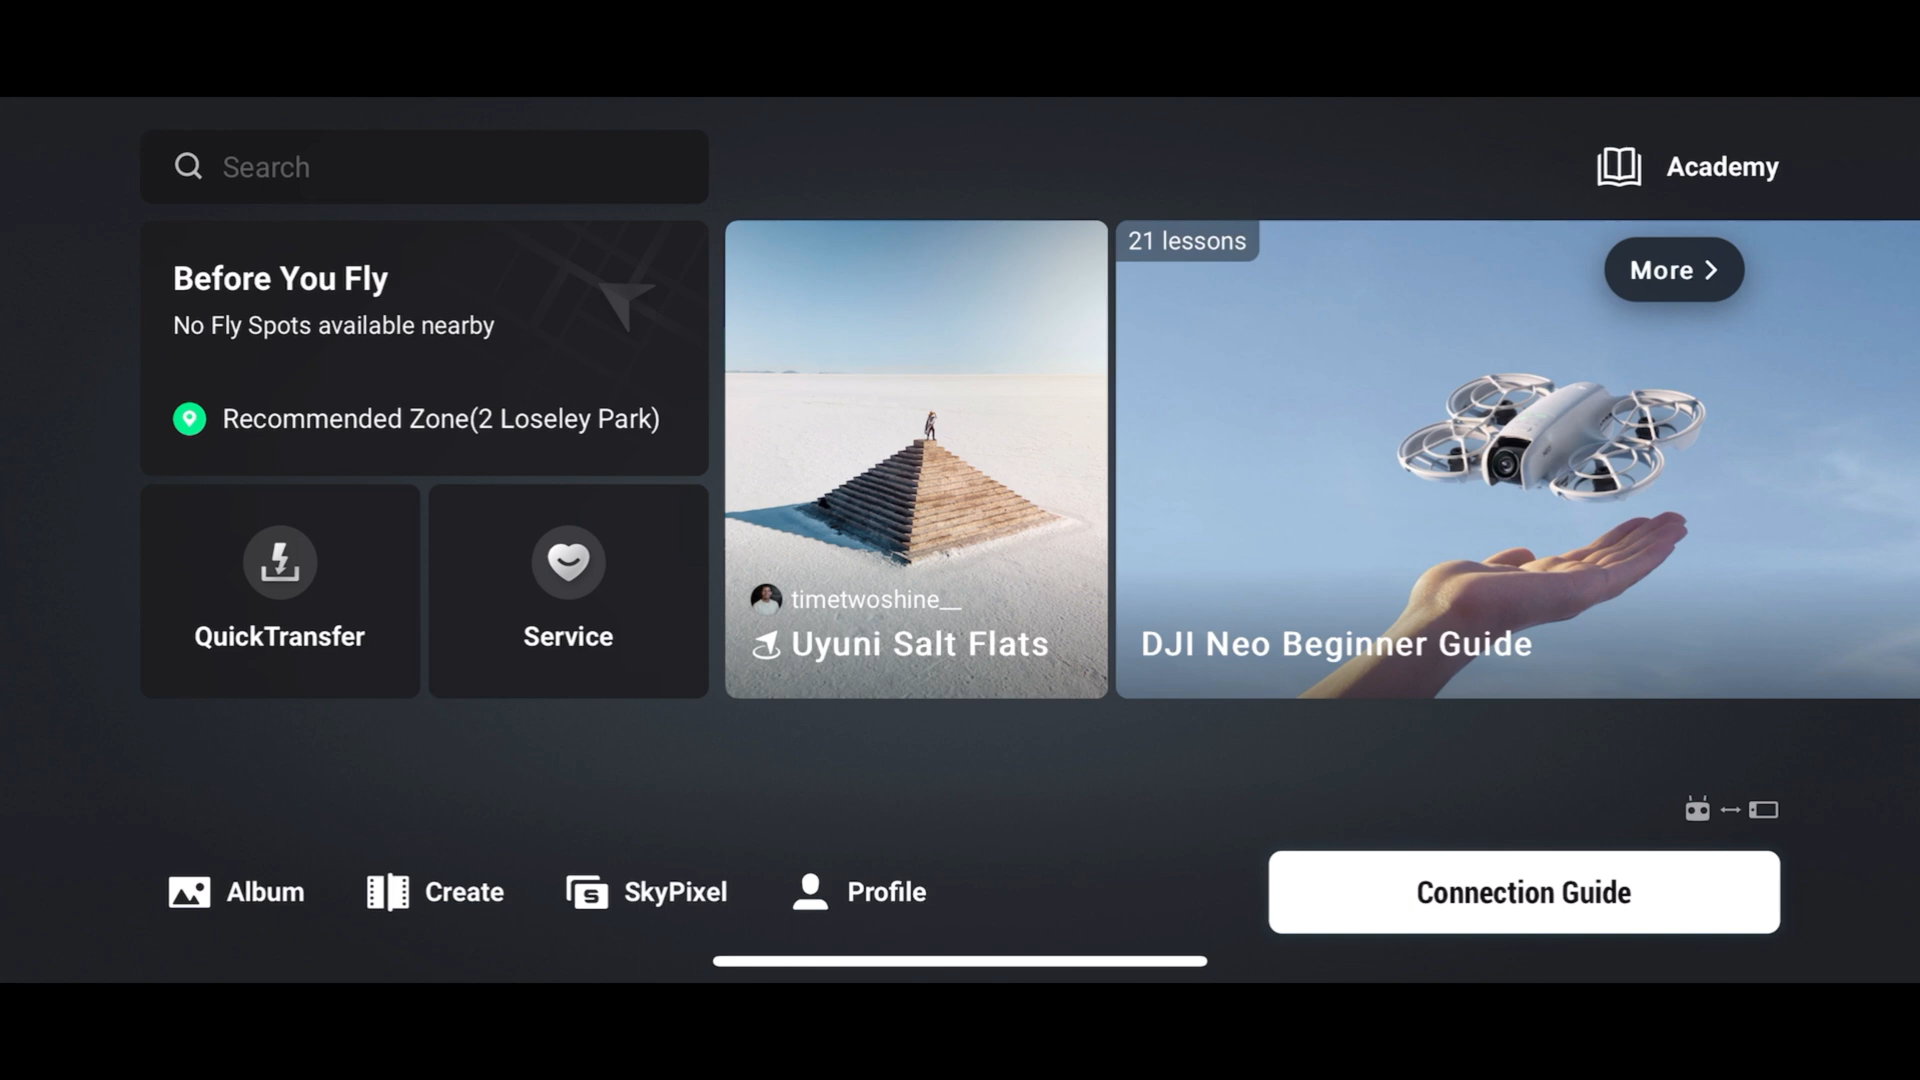 Search
Academy
Before You Fly
No Fly Spots available nearby
Recommended Zone(2 Loseley Park)
QuickTransfer
Service
timetwoshine__
Uyuni Salt Flats
21 lessons
More
DJI Neo Beginner Guide
Album
Create
S
SkyPixel
Profile
Connection Guide